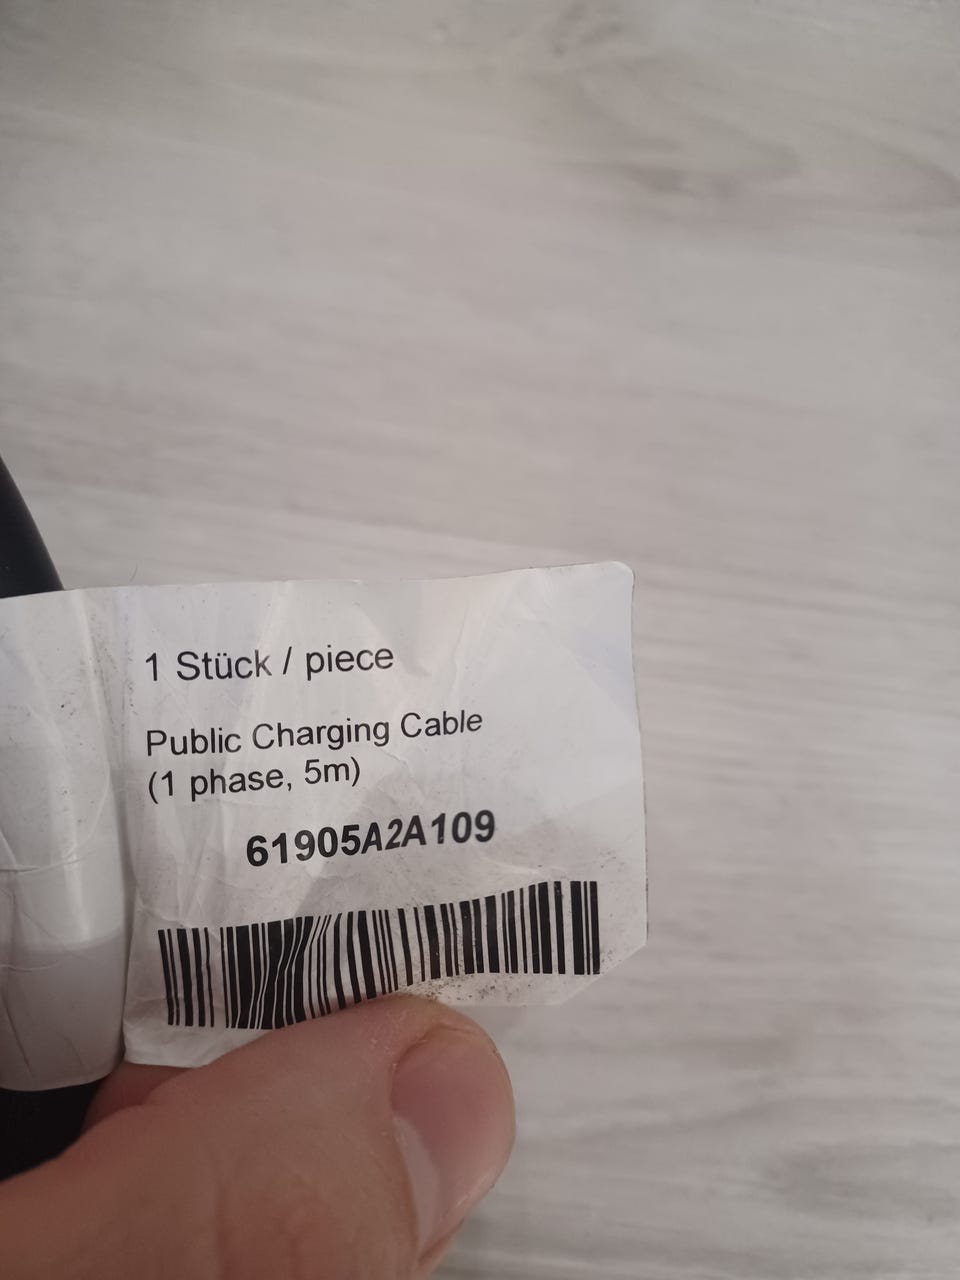 1 Stück / piece
Public Charging Cable
(1 phase, 5m)
61905A2A109